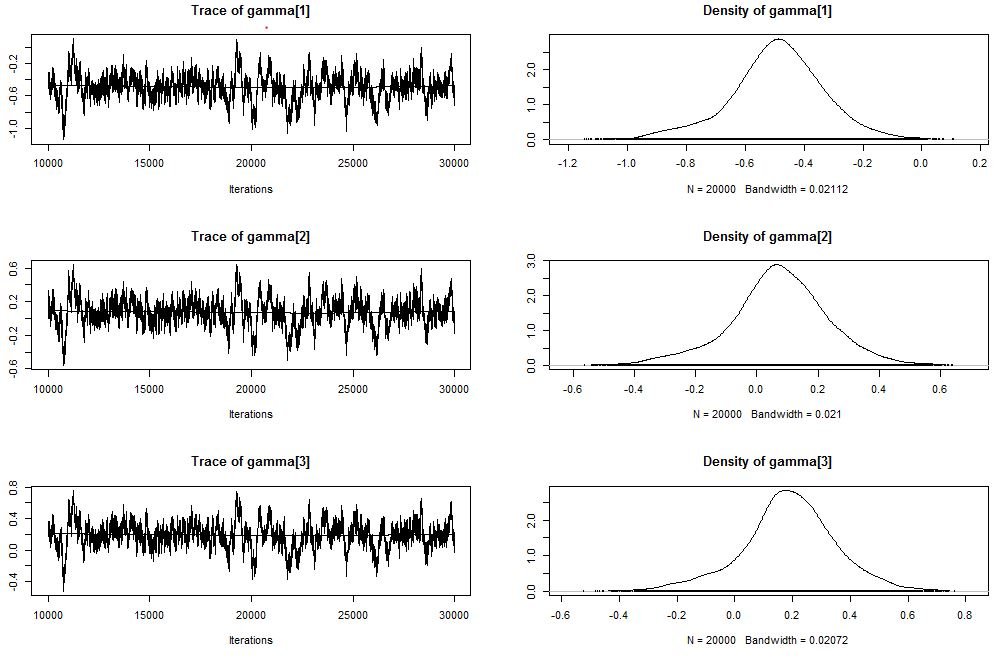 Trace of gamma[1]
-1.0 -0.6 -0.2
10000 15000 20000 25000 30000
Iterations
Density of gamma[1]
0.0 1.0 2.0
-1.2 -1.0 -0.8 -0.6 -0.4 -0.2 0.0 0.2
N = 20000 Bandwidth = 0.02112
Trace of gamma[2]
-0.6 -0.2 0.2 0.6
10000 15000 20000 25000 30000
Iterations
Density of gamma[2]
0.0 1.0 2.0 3.0
-0.6 -0.4 -0.2 0.0 0.2 0.4 0.6
N = 20000 Bandwidth = 0.021
Trace of gamma[3]
-0.4 0.0 0.4 0.8
10000 15000 20000 25000 30000
Iterations
Density of gamma[3]
0.0 1.0 2.0
-0.6 -0.4 -0.2 0.0 0.2 0.4 0.6 0.8
N = 20000 Bandwidth = 0.02072